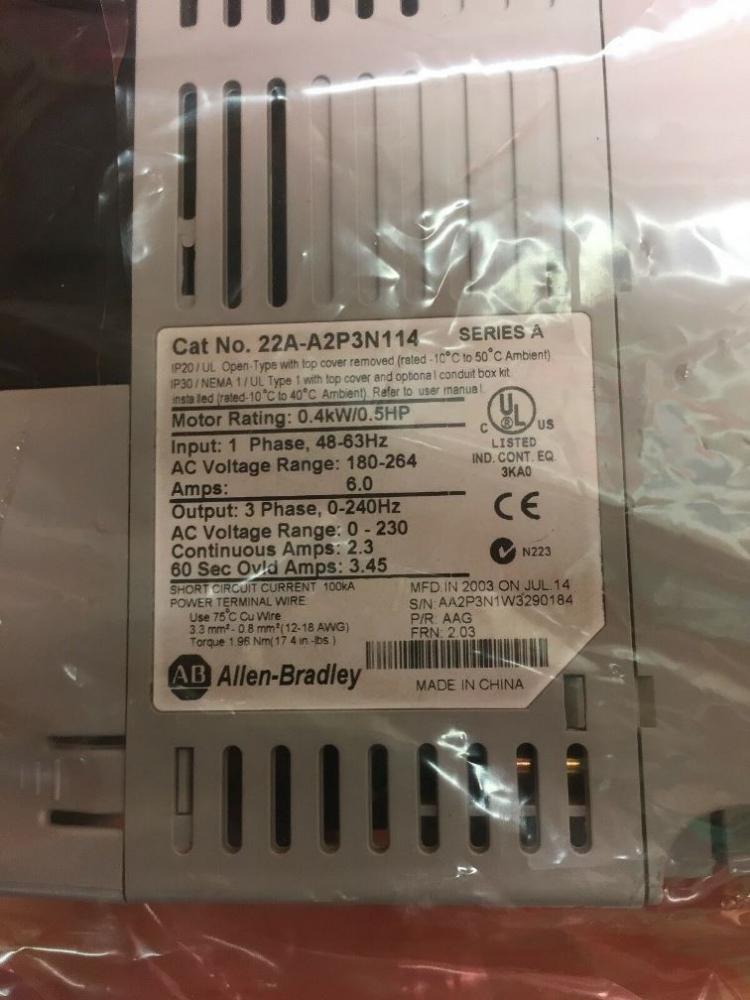 Cat No. 22A-A2P3N114 SERIES A
IP20 / UL Open-Type with top cover removed (rated -10°C to 50°C Ambient)
IP30 / NEMA 1 / UL Type 1 with top cover and optional conduit box kit
installed (rated-10°C to 40°C Ambient). Refer to user manual.
Motor Rating: 0.4kW/0.5HP
Input: 1 Phase, 48-63Hz
AC Voltage Range: 180-264
Amps: 6.0
Output: 3 Phase, 0-240Hz
AC Voltage Range: 0 - 230
Continuous Amps: 2.3
60 Sec Ovld Amps: 3.45
C UL US
®
LISTED
IND. CONT. EQ.
3KA0
CE
N223
SHORT CIRCUIT CURRENT 100kA
POWER TERMINAL WIRE
Use 75°C Cu Wire
3.3 mm² - 0.8 mm² (12-18 AWG)
Torque 1.96 Nm(17.4 in.-lbs.)
MFD.IN 2003 ON JUL.14
S/N: AA2P3N1W3290184
P/R: AAG
FRN: 2.03
AB Allen-Bradley
MADE IN CHINA